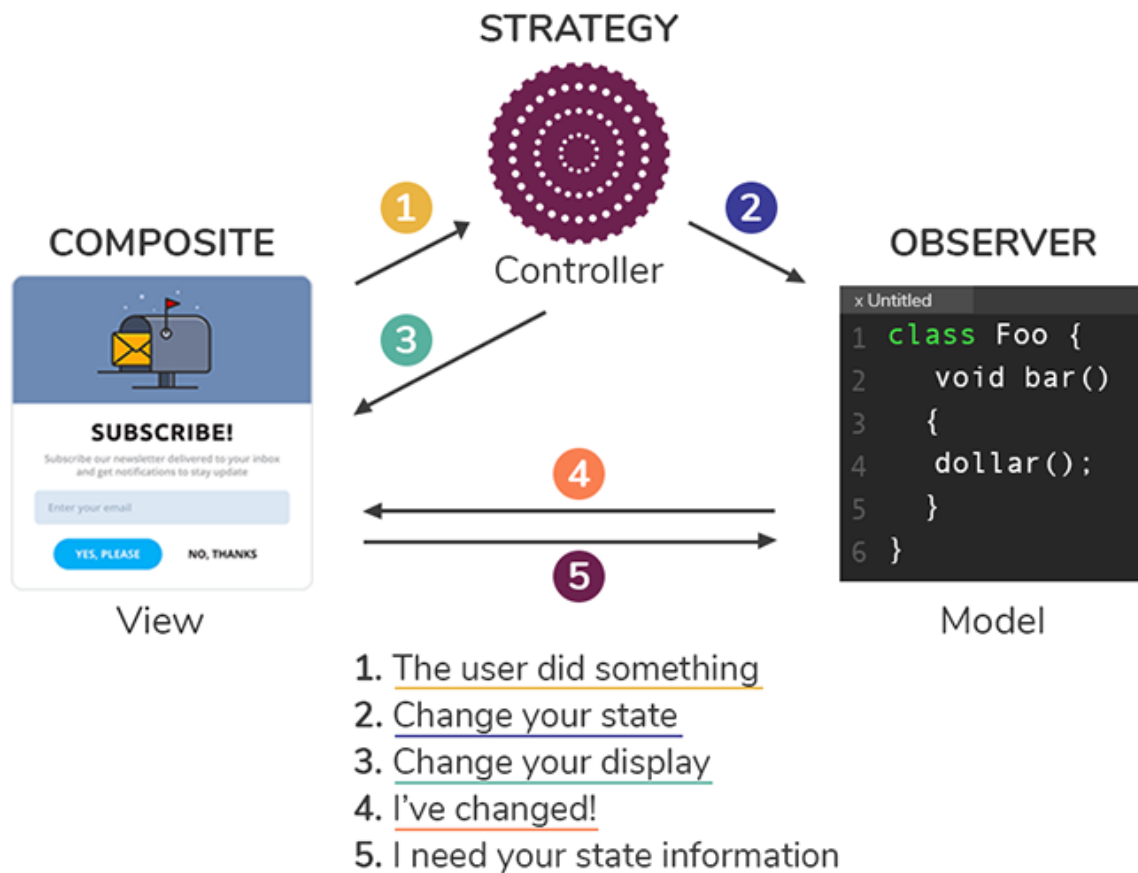 STRATEGY
1
2
COMPOSITE
Controller
OBSERVER
3
SUBSCRIBE!
Subscribe our newsletter delivered to your inbox
and get notifications to stay update
Enter your email
YES, PLEASE
NO, THANKS
View
4
5
x Untitled
1 class Foo {
2 void bar()
3 {
4 dollar();
5 }
6 }
Model
1. The user did something
2. Change your state
3. Change your display
4. I've changed!
5. I need your state information